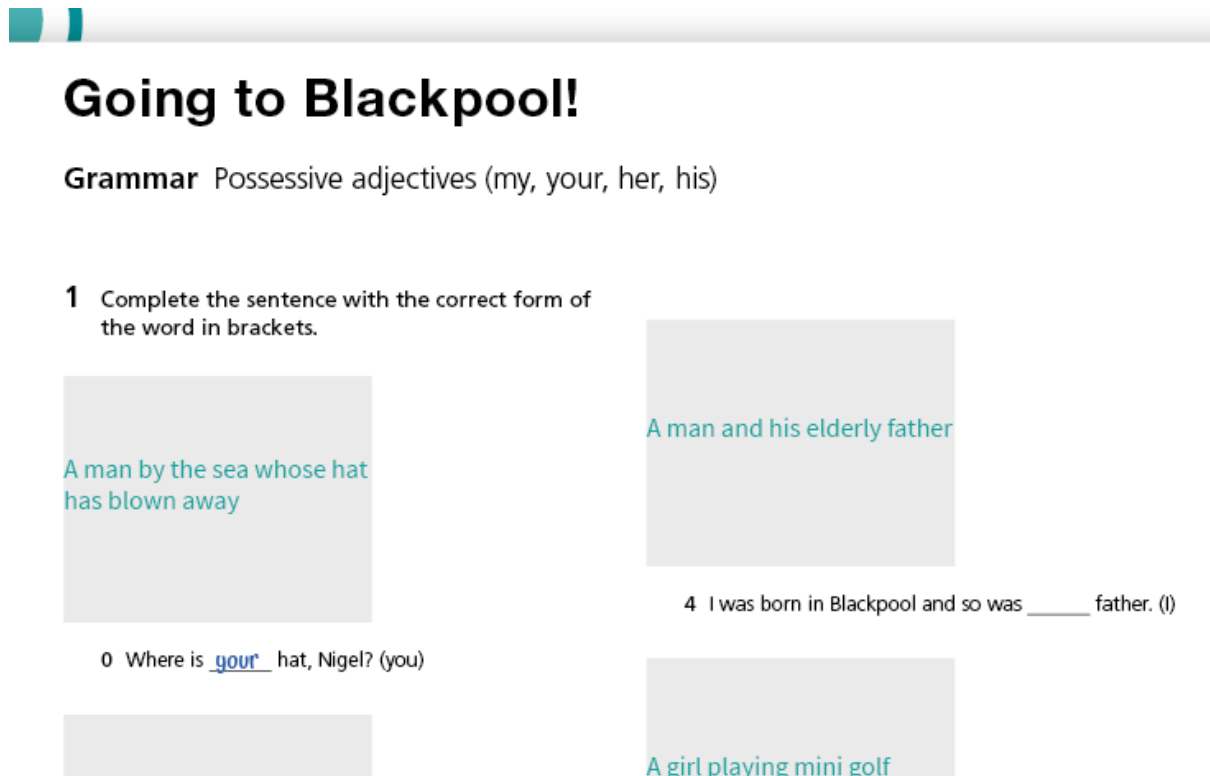 Going to Blackpool!
Grammar Possessive adjectives (my, your, her, his)
1 Complete the sentence with the correct form of
the word in brackets.
A man by the sea whose hat
has blown away
0 Where is your hat, Nigel? (you)
A man and his elderly father
4 I was born in Blackpool and so was ______ father. (I)
A girl playing mini golf